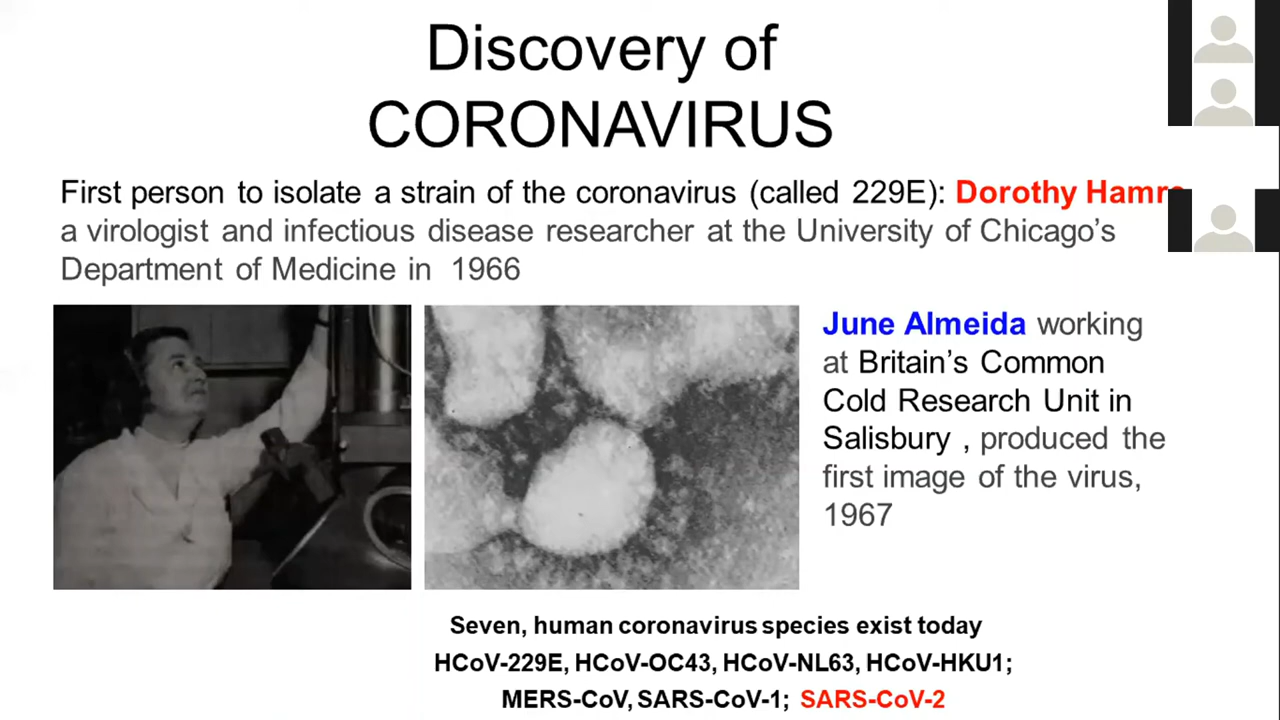 Discovery of
CORONAVIRUS
First person to isolate a strain of the coronavirus (called 229E): Dorothy
a virologist and infectious disease researcher at the University of Chicago's
Department of Medicine in 1966
June Almeida working
at Britain's Common
Cold Research Unit in
Salisbury , produced the
first image of the virus,
1967
Seven, human coronavirus species exist today
HCoV-229E, HCoV-OC43, HCoV-NL63, HCoV-HKU1;
MERS-CoV, SARS-CoV-1; SARS-CoV-2